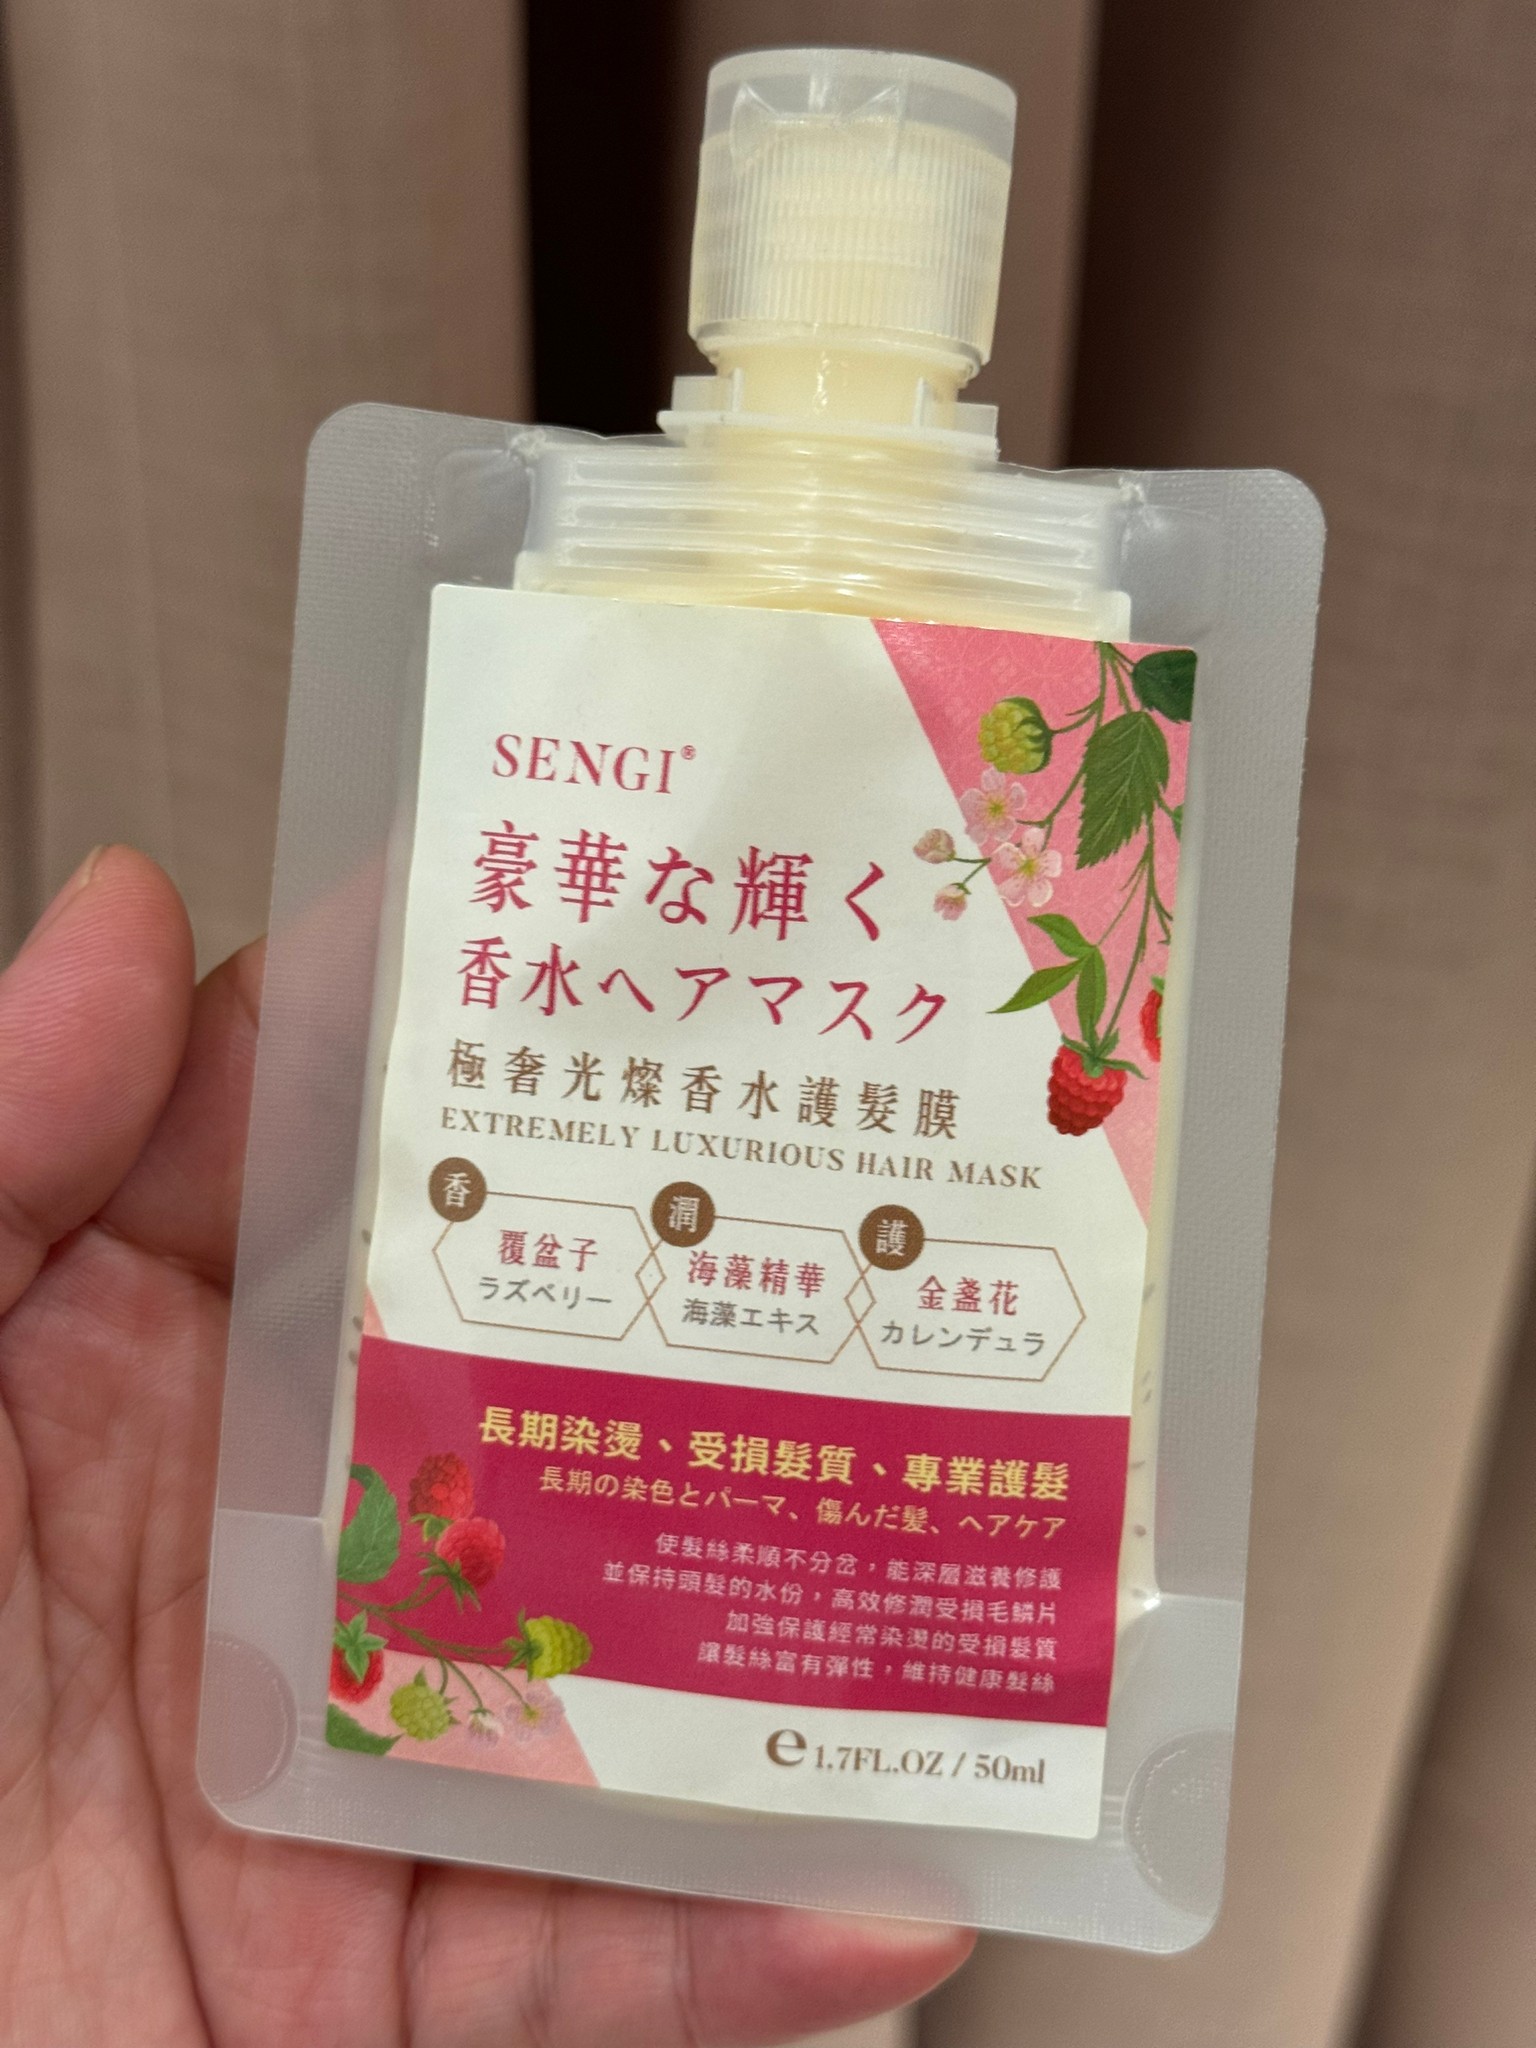 SENGI®
豪華な輝く
香水ヘアマスク
極奢光燦香水護髮膜
EXTREMELY LUXURIOUS HAIR MASK
香
覆盆子
ラズベリー
潤
海藻精華
海藻エキス
護
金盞花
カレンデュラ
長期染燙、受損髮質、專業護髮
長期の染色とパーマ、傷んだ髪、ヘアケア
使髮絲柔順不分岔，能深層滋養修護
並保持頭髮的水份，高效修潤受損毛鱗片
加強保護經常染燙的受損髮質
讓髮絲富有彈性，維持健康髮絲
e 1.7FL.OZ / 50ml